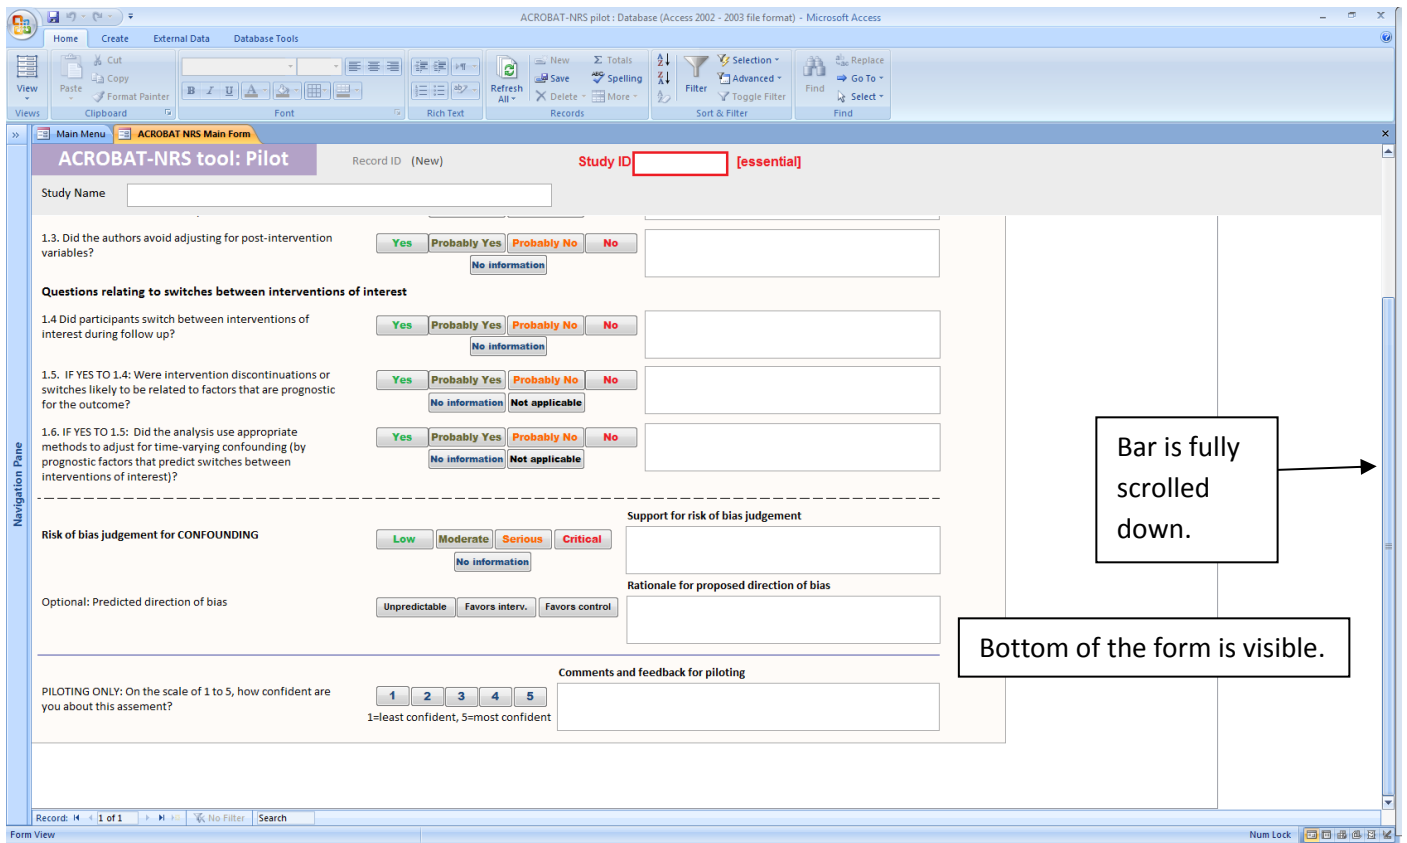 ACROBAT-NRS pilot : Database (Access 2002 - 2003 file format) - Microsoft Access
Home Create External Data Database Tools
View
Views
Paste
Cut
Copy
Format Painter
Clipboard
B I U A
Font
Rich Text
Refresh All
New
Save
Delete
Σ Totals
Spelling
More
Records
Filter
Selection
Advanced
Toggle Filter
Sort & Filter
Find
Replace
Go To
Select
Find
Main Menu ACROBAT NRS Main Form
ACROBAT-NRS tool: Pilot Record ID (New) Study ID [essential]
Study Name
1.3. Did the authors avoid adjusting for post-intervention
variables?
Yes Probably Yes Probably No No
No information
Questions relating to switches between interventions of interest
1.4 Did participants switch between interventions of
interest during follow up?
Yes Probably Yes Probably No No
No information
1.5. IF YES TO 1.4: Were intervention discontinuations or
switches likely to be related to factors that are prognostic
for the outcome?
Yes Probably Yes Probably No No
No information Not applicable
1.6. IF YES TO 1.5: Did the analysis use appropriate
methods to adjust for time-varying confounding (by
prognostic factors that predict switches between
interventions of interest)?
Yes Probably Yes Probably No No
No information Not applicable
Bar is fully
scrolled
down.
Navigation Pane
Support for risk of bias judgement
Risk of bias judgement for CONFOUNDING
Low Moderate Serious Critical
No information
Rationale for proposed direction of bias
Optional: Predicted direction of bias
Unpredictable Favors interv. Favors control
Bottom of the form is visible.
Comments and feedback for piloting
PILOTING ONLY: On the scale of 1 to 5, how confident are
you about this assement?
1 2 3 4 5
1=least confident, 5=most confident
Record: 1 of 1 No Filter Search
Form View Num Lock